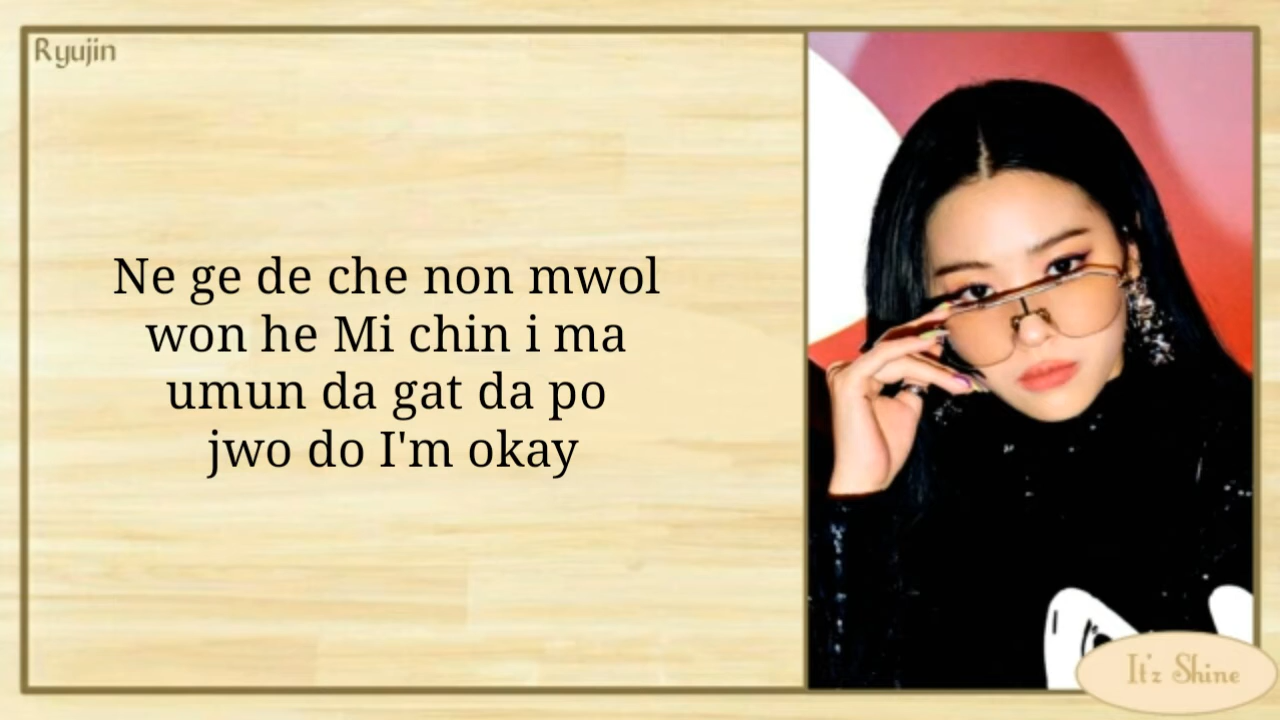 Ryujin
Ne ge de che non mwol
won he Mi chin i ma
umun da gat da po
jwo do I'm okay
It'z Shine